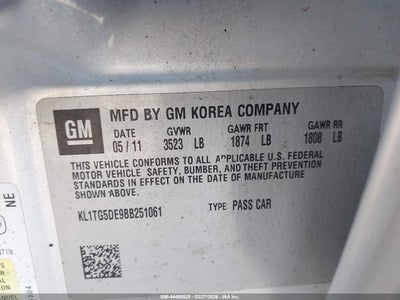 GM
MFD BY GM KOREA COMPANY
DATE GVWR GAWR FRT GAWR RR
05/11 3523 LB 1874 LB 1808 LB
THIS VEHICLE CONFORMS TO ALL APPLICABLE U.S. FEDERAL
MOTOR VEHICLE SAFETY, BUMPER, AND THEFT PREVENTION
STANDARDS IN EFFECT ON THE DATE OF MANUFACTURE
SHOWN ABOVE.
KL1TG5DE9BB251061 TYPE: PASS CAR
NE